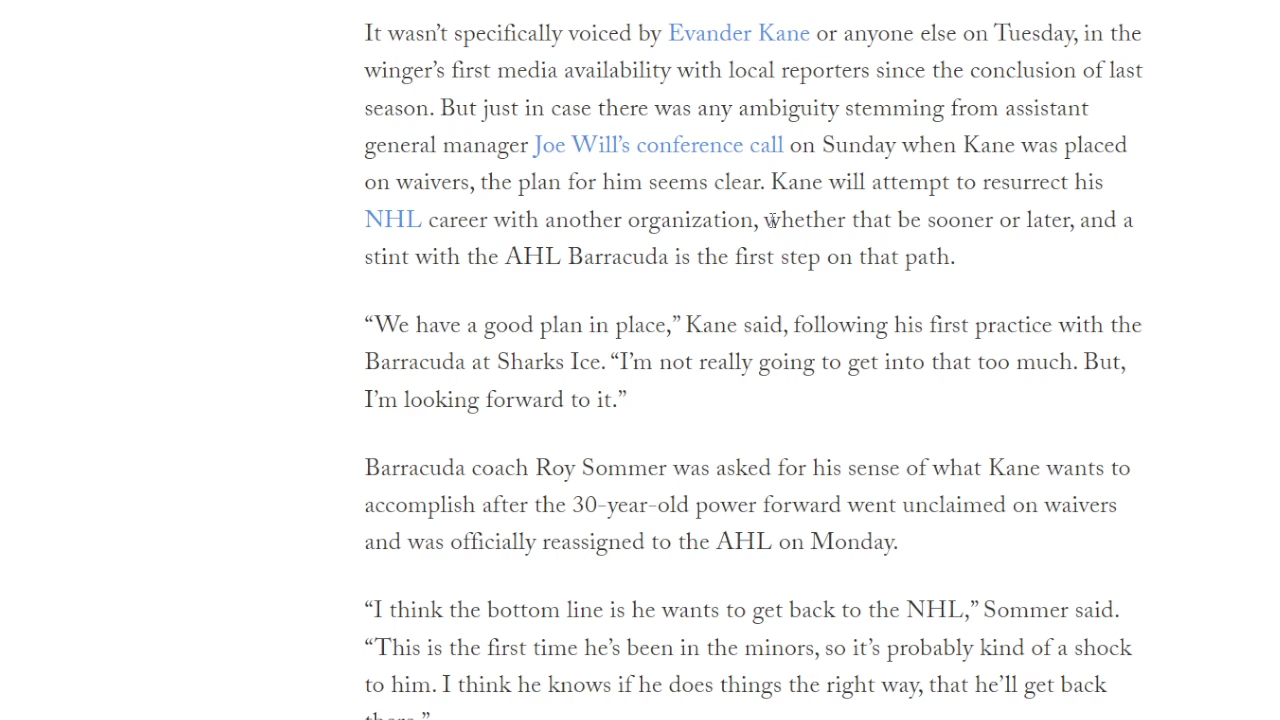 It wasn’t specifically voiced by Evander Kane or anyone else on Tuesday, in the
winger’s first media availability with local reporters since the conclusion of last
season. But just in case there was any ambiguity stemming from assistant
general manager Joe Will’s conference call on Sunday when Kane was placed
on waivers, the plan for him seems clear. Kane will attempt to resurrect his
NHL career with another organization, whether that be sooner or later, and a
stint with the AHL Barracuda is the first step on that path.
“We have a good plan in place,” Kane said, following his first practice with the
Barracuda at Sharks Ice. “I’m not really going to get into that too much. But,
I’m looking forward to it.”
Barracuda coach Roy Sommer was asked for his sense of what Kane wants to
accomplish after the 30-year-old power forward went unclaimed on waivers
and was officially reassigned to the AHL on Monday.
“I think the bottom line is he wants to get back to the NHL,” Sommer said.
“This is the first time he’s been in the minors, so it’s probably kind of a shock
to him. I think he knows if he does things the right way, that he’ll get back
there.”